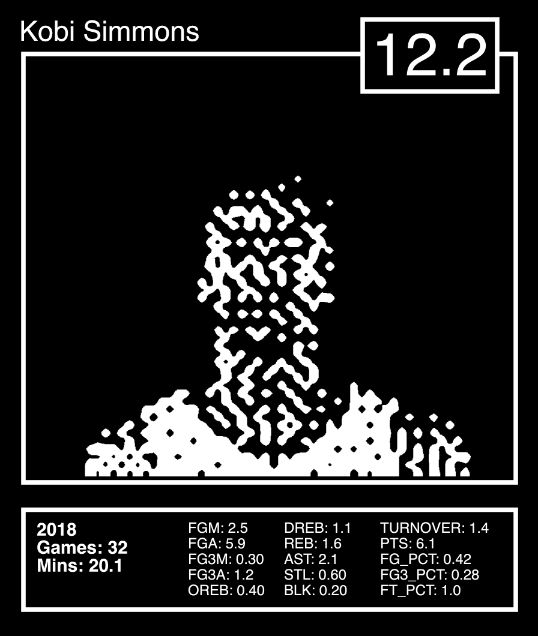 Kobi Simmons
12.2
2018
Games: 32
Mins: 20.1
FGM: 2.5
FGA: 5.9
FG3M: 0.30
FG3A: 1.2
OREB: 0.40
DREB: 1.1
REB: 1.6
AST: 2.1
STL: 0.60
BLK: 0.20
TURNOVER: 1.4
PTS: 6.1
FG_PCT: 0.42
FG3_PCT: 0.28
FT_PCT: 1.0